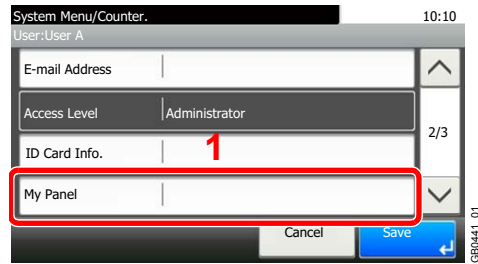 System Menu/Counter. 10:10
User:User A
E-mail Address
Access Level Administrator
2/3
ID Card Info. 1
My Panel
Cancel Save
GB0441_01